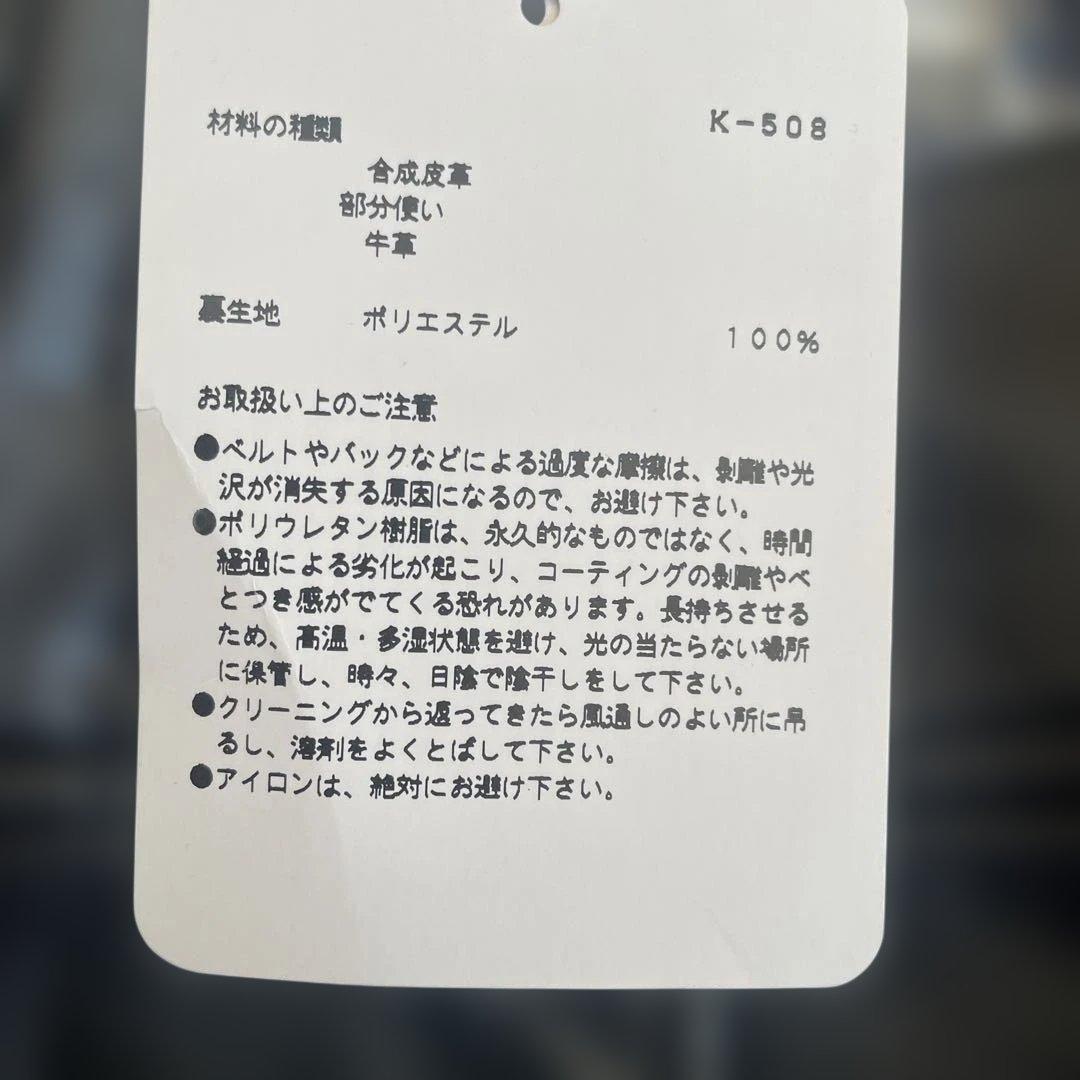 材料の種類 K-508
合成皮革
部分使い
牛革
裏生地 ポリエステル 100%
お取扱い上のご注意
●ベルトやバックなどによる過度な摩擦は、剝離や光
沢が消失する原因になるので、お避け下さい。
●ポリウレタン樹脂は、永久的なものではなく、時間
経過による劣化が起こり、コーティングの剝離やべ
とつき感がでてくる恐れがあります。長持ちさせる
ため、高温・多湿状態を避け、光の当たらない場所
に保管し、時々、日陰で陰干しをして下さい。
●クリーニングから返ってきたら風通しのよい所に吊
るし、溶剤をよくとばして下さい。
●アイロンは、絶対にお避け下さい。